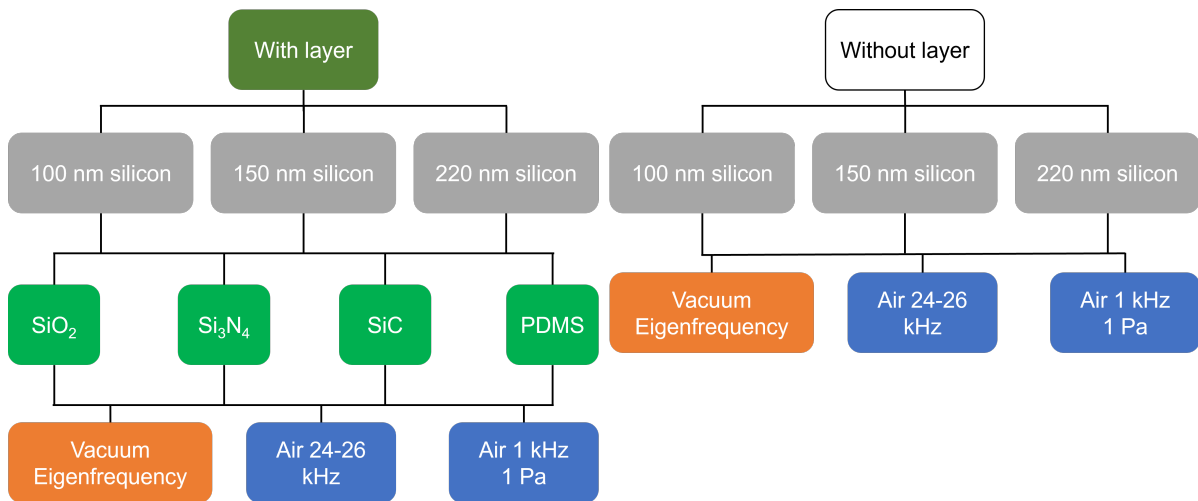 With layer
Without layer
100 nm silicon
150 nm silicon
220 nm silicon
100 nm silicon
150 nm silicon
220 nm silicon
SiO₂
Si₃N₄
SiC
PDMS
Vacuum
Eigenfrequency
Air 24-26
kHz
Air 1 kHz
1 Pa
Vacuum
Eigenfrequency
Air 24-26
kHz
Air 1 kHz
1 Pa